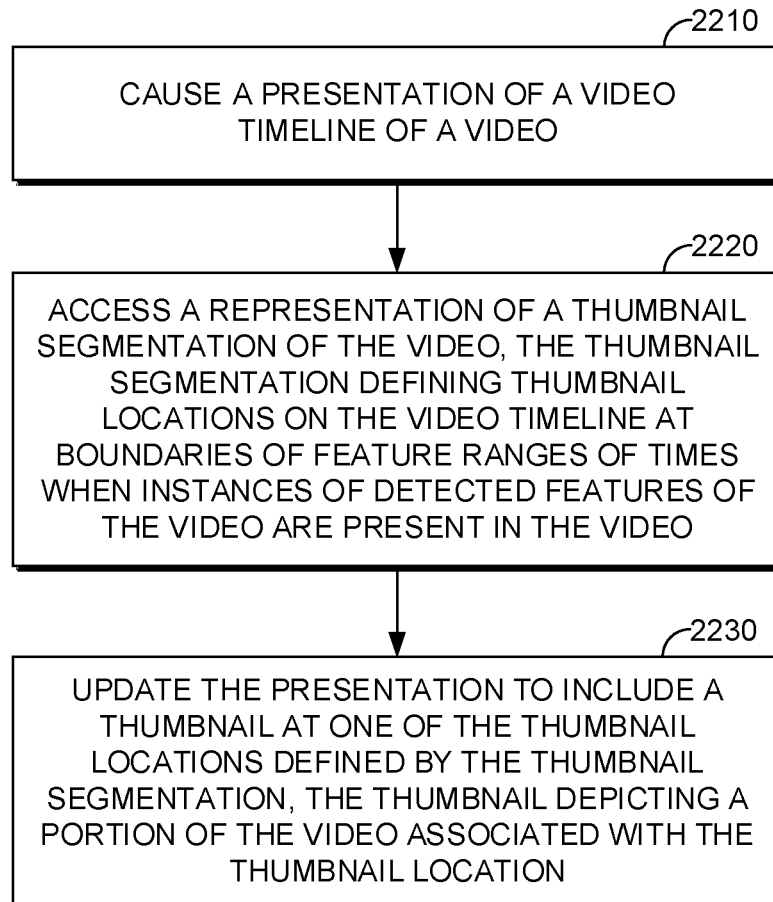 2210
CAUSE A PRESENTATION OF A VIDEO
TIMELINE OF A VIDEO
2220
ACCESS A REPRESENTATION OF A THUMBNAIL
SEGMENTATION OF THE VIDEO, THE THUMBNAIL
SEGMENTATION DEFINING THUMBNAIL
LOCATIONS ON THE VIDEO TIMELINE AT
BOUNDARIES OF FEATURE RANGES OF TIMES
WHEN INSTANCES OF DETECTED FEATURES OF
THE VIDEO ARE PRESENT IN THE VIDEO
2230
UPDATE THE PRESENTATION TO INCLUDE A
THUMBNAIL AT ONE OF THE THUMBNAIL
LOCATIONS DEFINED BY THE THUMBNAIL
SEGMENTATION, THE THUMBNAIL DEPICTING A
PORTION OF THE VIDEO ASSOCIATED WITH THE
THUMBNAIL LOCATION